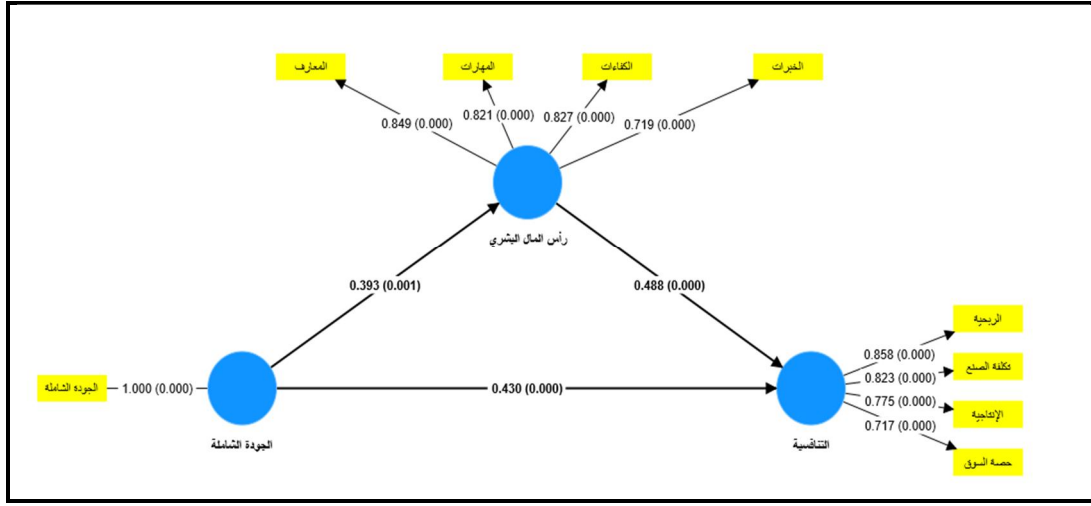 المعارف
المهارات
الكفاءات
الخبرات
0.849 (0.000)
0.821 (0.000)
0.827 (0.000)
0.719 (0.000)
رأس المال البشري
0.393 (0.001)
0.488 (0.000)
الربحية
0.858 (0.000)
تكلفة الصنع
0.823 (0.000)
الجودة الشاملة
1.000 (0.000)
0.430 (0.000)
0.775 (0.000)
الإنتاجية
0.717 (0.000)
الجودة الشاملة
التنافسية
حصة السوق